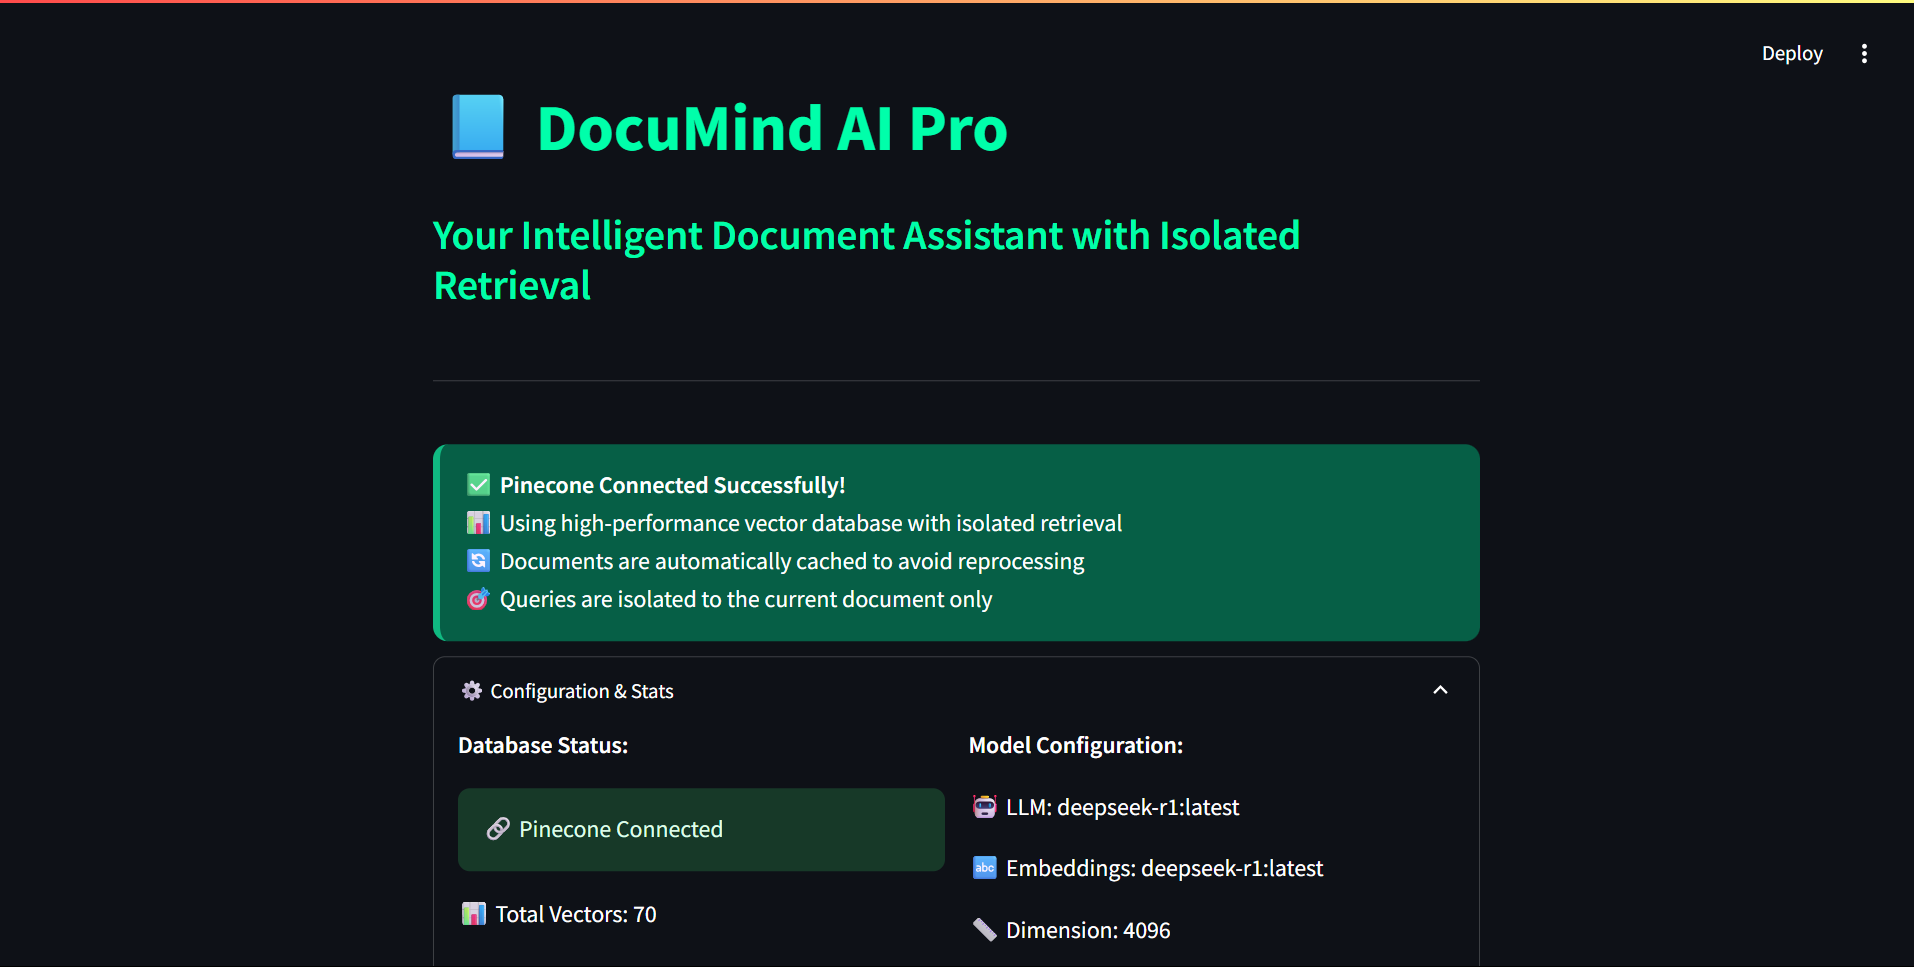 Deploy
DocuMind AI Pro
Your Intelligent Document Assistant with Isolated
Retrieval
Pinecone Connected Successfully!
Using high-performance vector database with isolated retrieval
Documents are automatically cached to avoid reprocessing
Queries are isolated to the current document only
Configuration & Stats
Database Status:
Pinecone Connected
Total Vectors: 70
Model Configuration:
LLM: deepseek-r1:latest
abc Embeddings: deepseek-r1:latest
Dimension: 4096